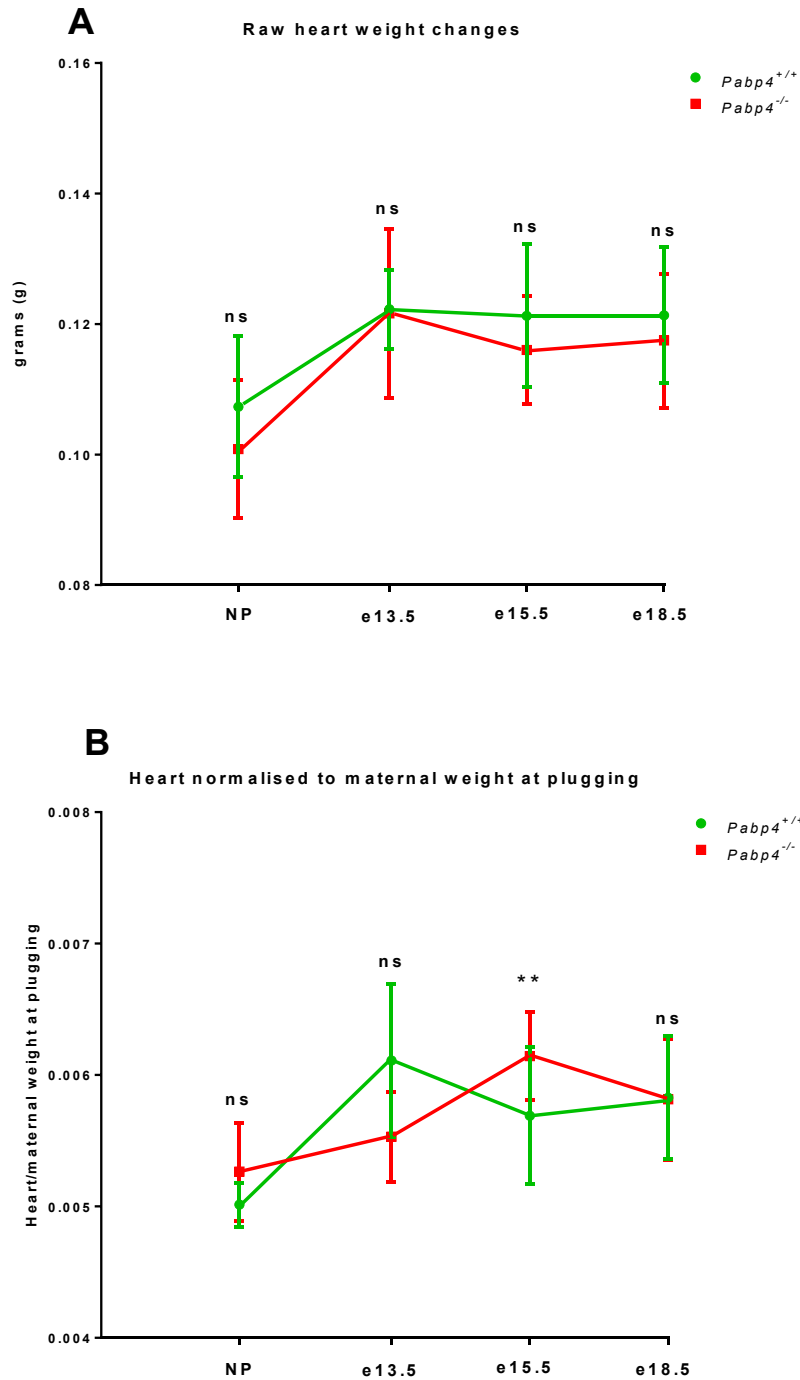 A
Raw heart weight changes
0.16
Pabp4+/+
Pabp4-/-
0.14
ns
ns
ns
ns
0.12
grams (g)
0.10
0.08
NP
e13.5
e15.5
e18.5
B
Heart normalised to maternal weight at plugging
0.008
Pabp4+/+
Pabp4-/-
0.007
ns
**
ns
ns
0.006
Heart/maternal weight at plugging
0.005
0.004
NP
e13.5
e15.5
e18.5